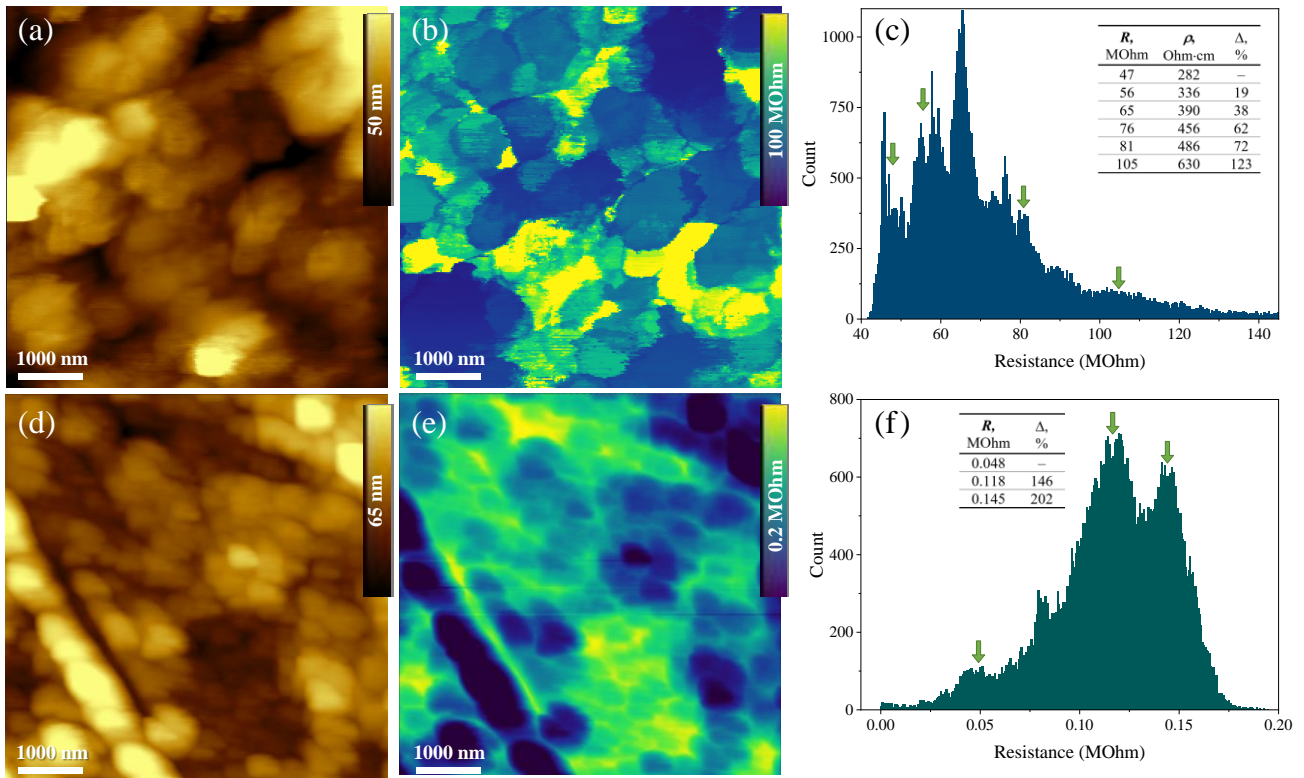 (a)
50 nm
1000 nm
(b)
100 MOhm
1000 nm
(c)
R, ρ, Δ,
MOhm Ohm·cm %
47 282 –
56 336 19
65 390 38
76 456 62
81 486 72
105 630 123
1000
750
500
250
0
Count
40 60 80 100 120 140
Resistance (MOhm)
(d)
65 nm
1000 nm
(e)
0.2 MOhm
1000 nm
(f)
R, Δ,
MOhm %
0.048 –
0.118 146
0.145 202
800
600
400
200
0
Count
0.00 0.05 0.10 0.15 0.20
Resistance (MOhm)